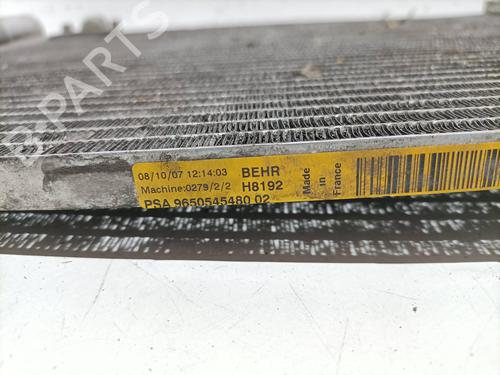 B-PARTS
08/10/07 12:14:03 BEHR
Machine:0279/2/2 H8192
PSA 9650545480 02
Made
in
France